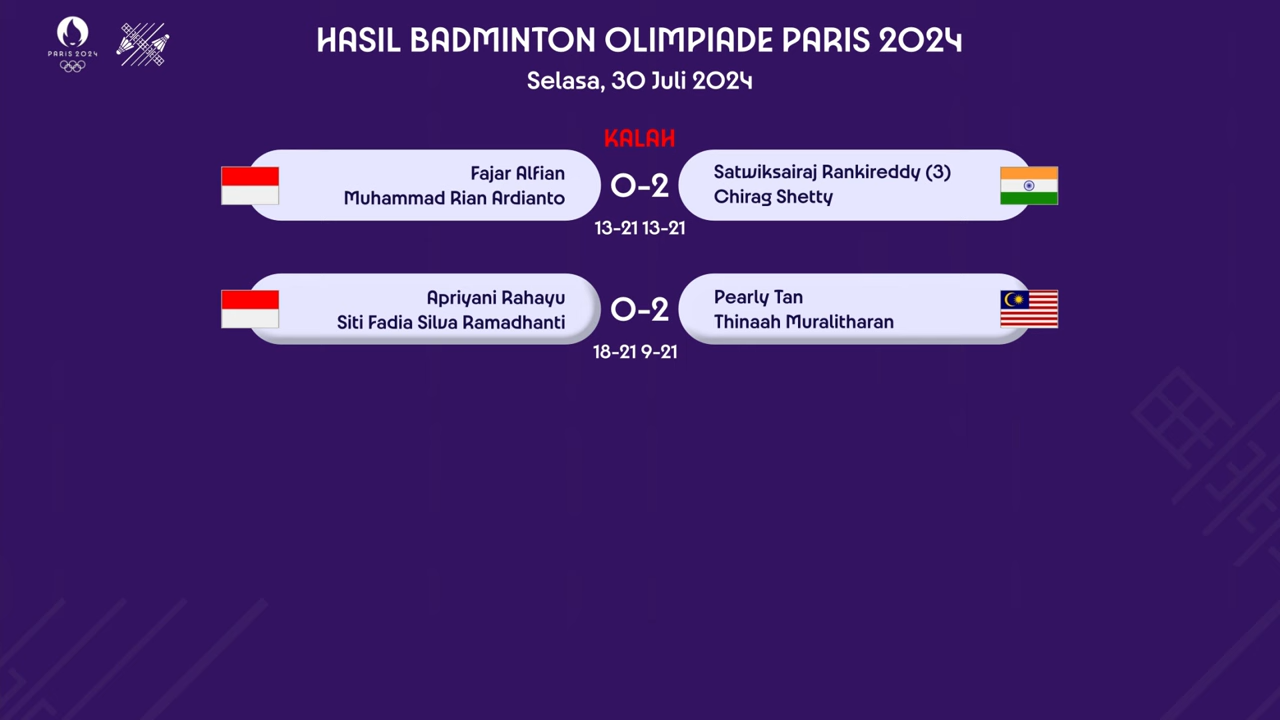 PARIS 2024
HASIL BADMINTON OLIMPIADE PARIS 2024
Selasa, 30 Juli 2024
KALAH
Fajar Alfian
Muhammad Rian Ardianto
0-2
Satwiksairaj Rankireddy (3)
Chirag Shetty
13-21 13-21
Apriyani Rahayu
Siti Fadia Silva Ramadhanti
0-2
Pearly Tan
Thinaah Muralitharan
18-21 9-21